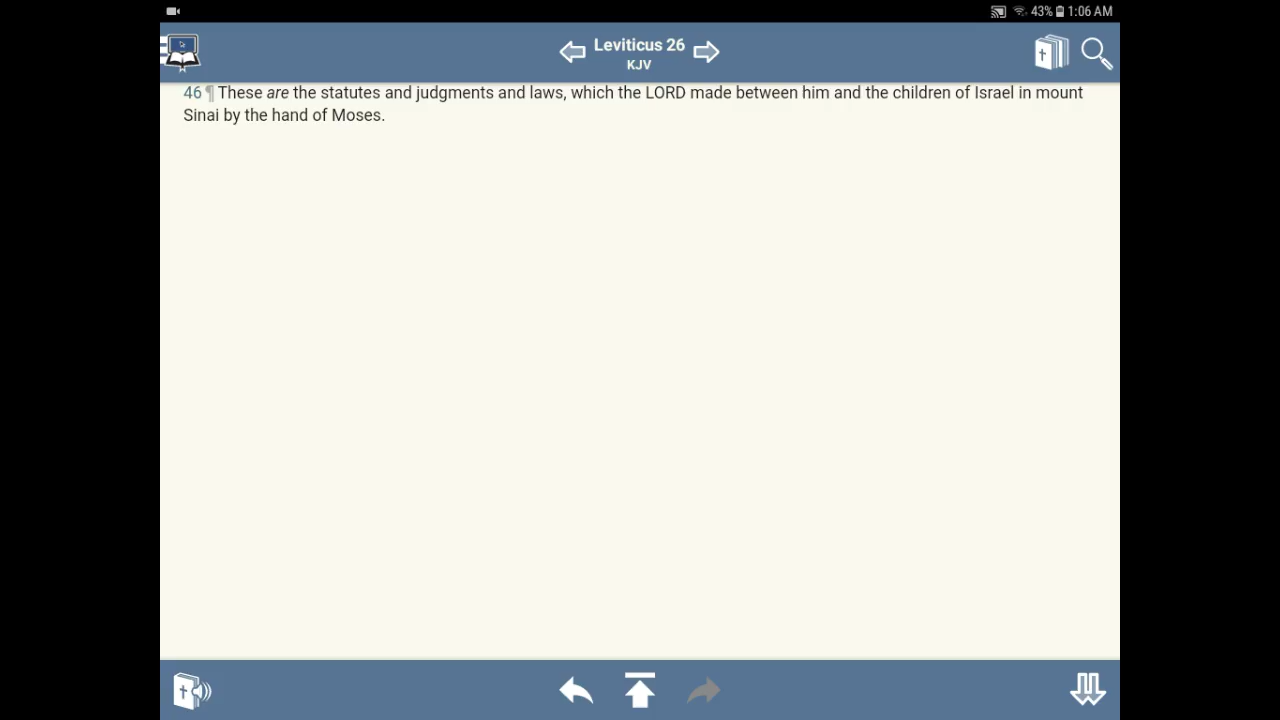 43% 1:06 AM
Leviticus 26
KJV
46 ¶ These are the statutes and judgments and laws, which the LORD made between him and the children of Israel in mount
Sinai by the hand of Moses.